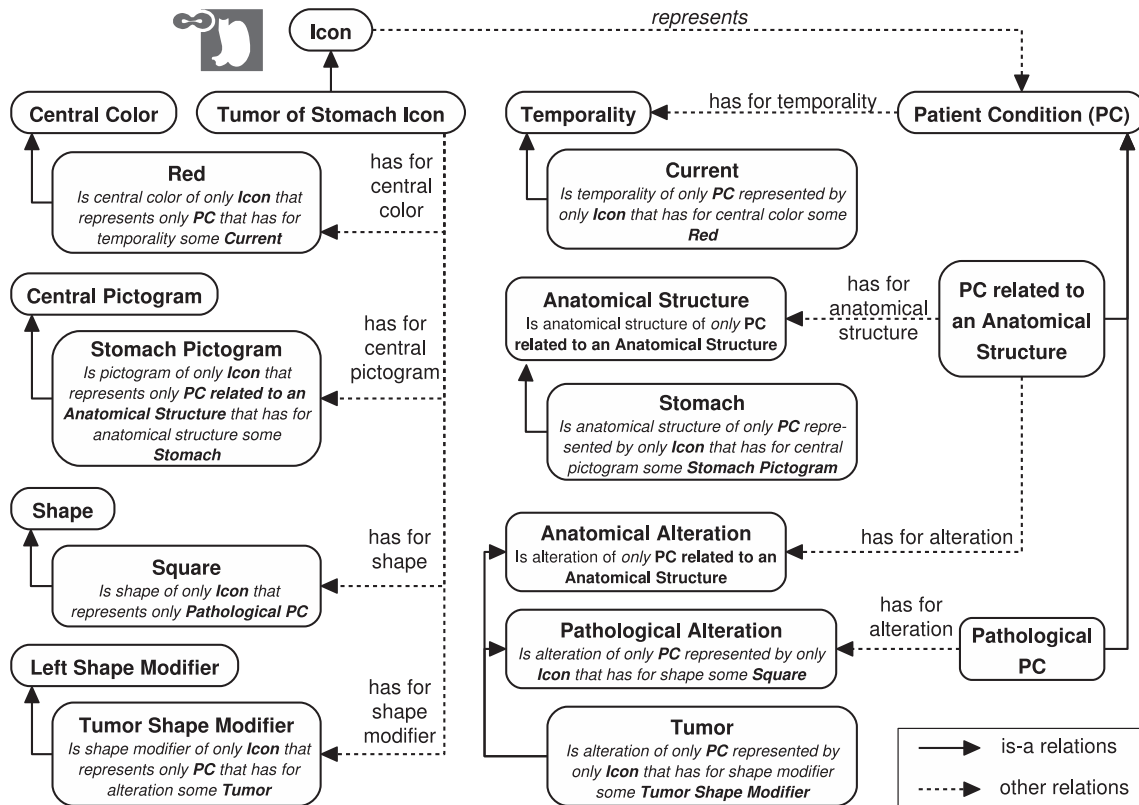 represents
Icon
Central Color
Tumor of Stomach Icon
Temporality
has for temporality
Patient Condition (PC)
Red
Is central color of only Icon that
represents only PC that has for
temporality some Current
has for
central
color
Current
Is temporality of only PC represented by
only Icon that has for central color some
Red
Central Pictogram
Stomach Pictogram
Is pictogram of only Icon that
represents only PC related to an
Anatomical Structure that has for
anatomical structure some
Stomach
has for
central
pictogram
Anatomical Structure
Is anatomical structure of only PC
related to an Anatomical Structure
has for
anatomical
structure
PC related to
an Anatomical
Structure
Stomach
Is anatomical structure of only PC repre-
sented by only Icon that has for central
pictogram some Stomach Pictogram
Shape
Square
Is shape of only Icon that
represents only Pathological PC
has for
shape
Anatomical Alteration
Is alteration of only PC related to an
Anatomical Structure
has for alteration
Pathological Alteration
Is alteration of only PC represented by only
Icon that has for shape some Square
has for
alteration
Pathological
PC
Left Shape Modifier
Tumor Shape Modifier
Is shape modifier of only Icon that
represents only PC that has for
alteration some Tumor
has for
shape
modifier
Tumor
Is alteration of only PC represented by
only Icon that has for shape modifier
some Tumor Shape Modifier
is-a relations
other relations